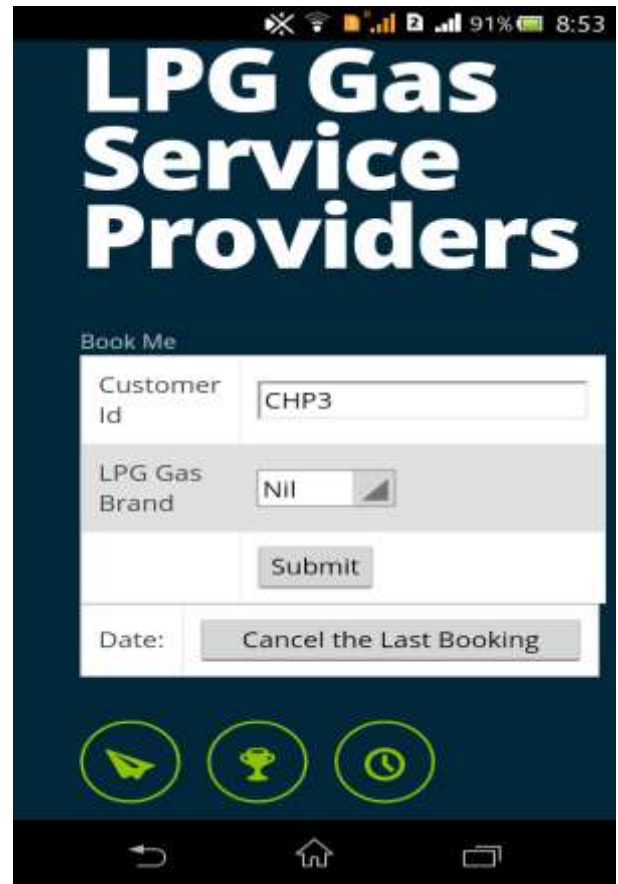 91% 8:53
LPG Gas
Service
Providers
Book Me
Customer
Id
CHP3
LPG Gas
Brand
Nil
Submit
Date:
Cancel the Last Booking